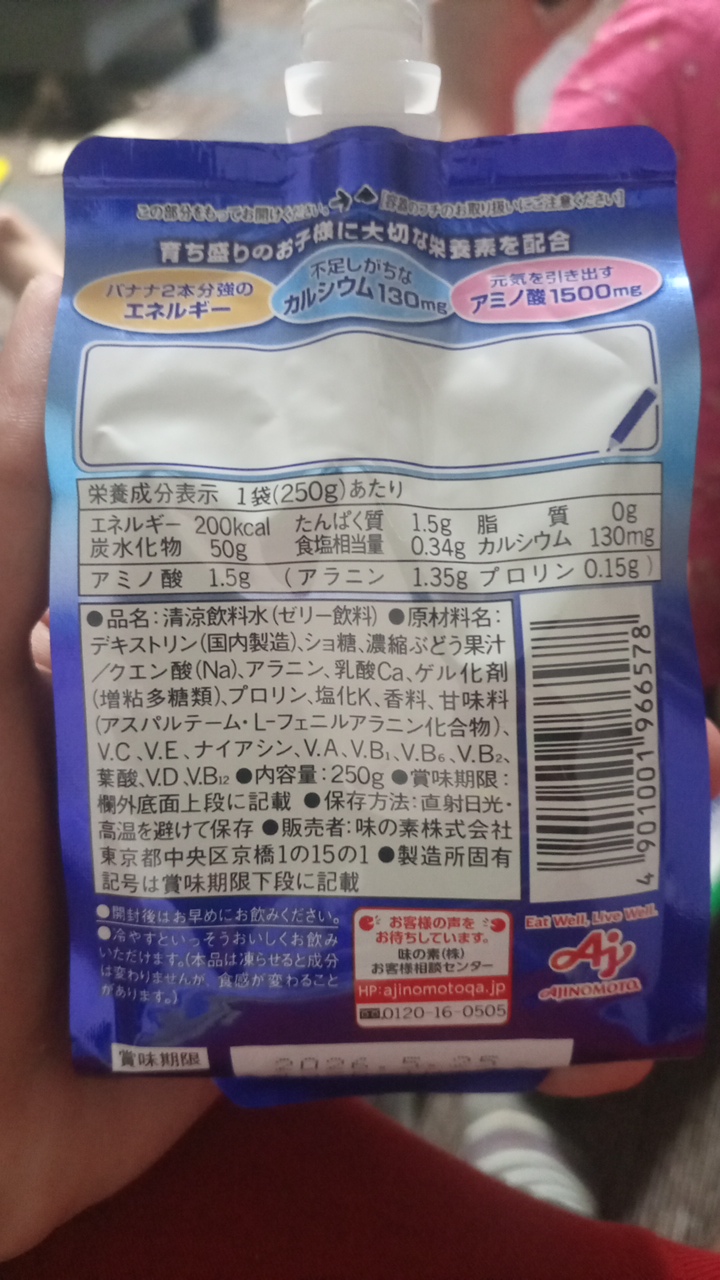 この部分をもってお開けください。
[容器のフチのお取り扱いにご注意ください]
育ち盛りのお子様に大切な栄養素を配合
バナナ2本分強の
エネルギー
不足しがちな
カルシウム130mg
元気を引き出す
アミノ酸1500mg
栄養成分表示 1袋(250g)あたり
エネルギー 200kcal たんぱく質 1.5g 脂質 0g
炭水化物 50g 食塩相当量 0.34g カルシウム 130mg
アミノ酸 1.5g (アラニン 1.35g プロリン 0.15g)
●品名:清涼飲料水(ゼリー飲料) ●原材料名:
デキストリン(国内製造)、ショ糖、濃縮ぶどう果汁
/クエン酸(Na)、アラニン、乳酸Ca、ゲル化剤
(増粘多糖類)、プロリン、塩化K、香料、甘味料
(アスパルテーム・L-フェニルアラニン化合物)、
V.C、V.E、ナイアシン、V.A、V.B₁、V.B₆、V.B₂、
葉酸、V.D、V.B₁₂ ●内容量:250g ●賞味期限:
欄外底面上段に記載 ●保存方法:直射日光・
高温を避けて保存 ●販売者:味の素株式会社
東京都中央区京橋1の15の1 ●製造所固有
記号は賞味期限下段に記載
4901001966578
●開封後はお早めにお飲みください。
●冷やすといっそうおいしくお飲み
いただけます。(本品は凍らせると成分
は変わりませんが、食感が変わること
があります。)
お客様の声を
お待ちしています。
味の素(株)
お客様相談センター
HP:ajinomotoqa.jp
0120-16-0505
Eat Well, Live Well.
Aj
AJINOMOTO
賞味期限
2026.5.25